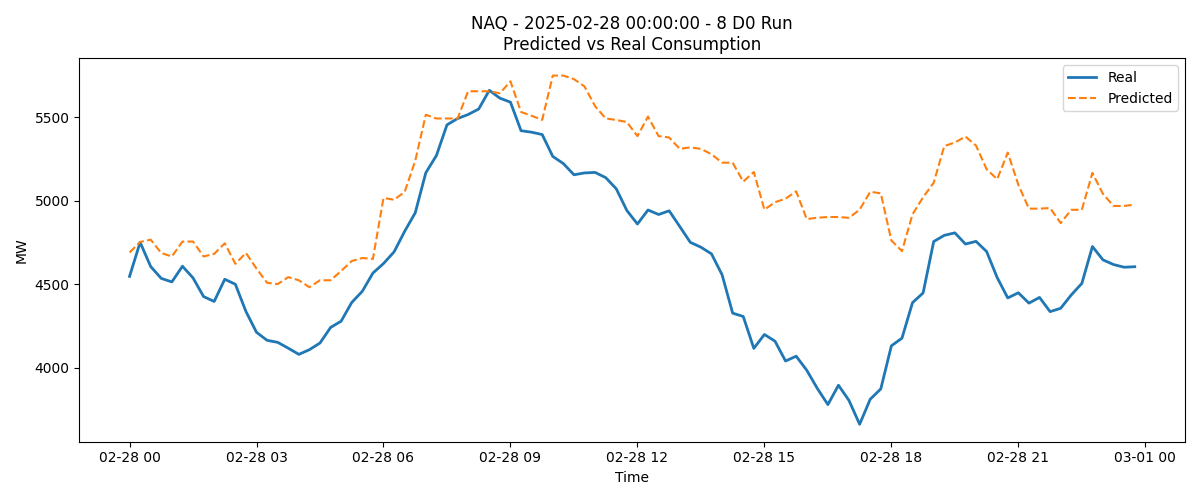 NAQ - 2025-02-28 00:00:00 - 8 D0 Run
Predicted vs Real Consumption
Real
Predicted
MW
5500
5000
4500
4000
02-28 00
02-28 03
02-28 06
02-28 09
02-28 12
02-28 15
02-28 18
02-28 21
03-01 00
Time